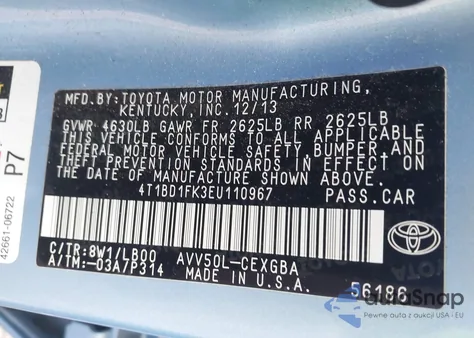 MFD. BY: TOYOTA MOTOR MANUFACTURING,
KENTUCKY, INC. 12/13
GVWR 4630LB GAWR FR 2625LB RR 2625LB
THIS VEHICLE CONFORMS TO ALL APPLICABLE
FEDERAL MOTOR VEHICLE SAFETY, BUMPER AND
THEFT PREVENTION STANDARDS IN EFFECT ON
THE DATE OF MANUFACTURE SHOWN ABOVE.
4T1BD1FK3EU110967 PASS.CAR
C/TR:8W1/LB00 AVV50L-CEXGBA
A/TM:-03A/P314 MADE IN U.S.A.
56186
TOYOTA
P7
42661-06722
autoSnap
Pewne auto z aukcji w USA i Kanadzie